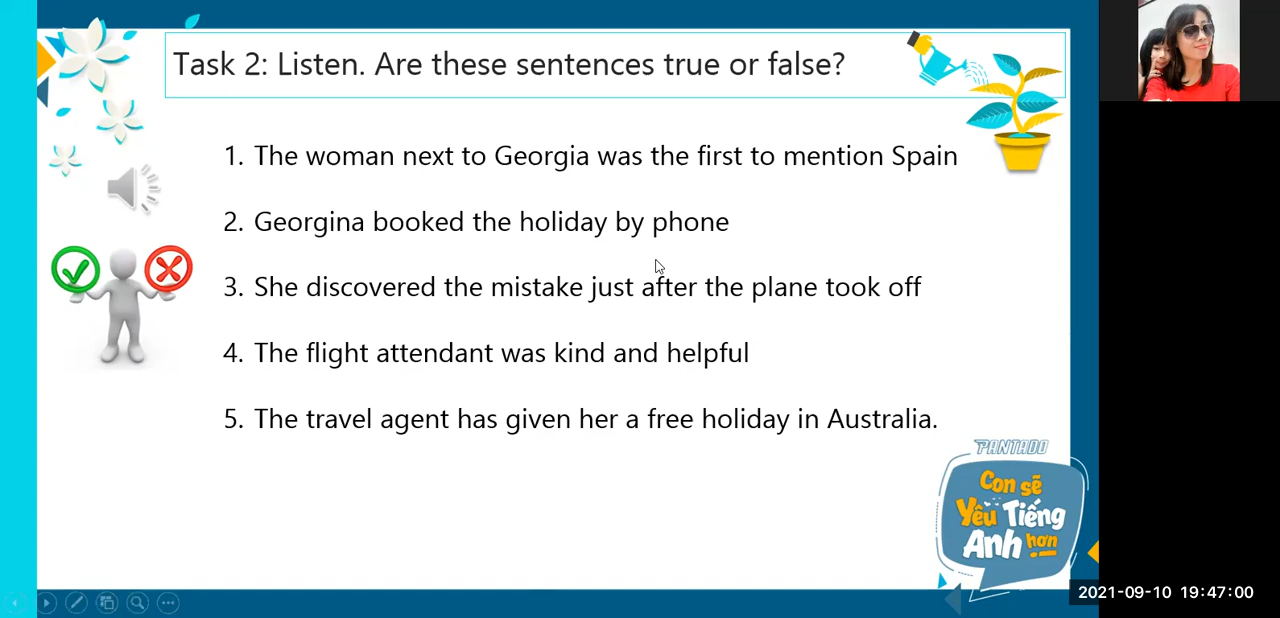 Task 2: Listen. Are these sentences true or false?
1. The woman next to Georgia was the first to mention Spain
2. Georgina booked the holiday by phone
3. She discovered the mistake just after the plane took off
4. The flight attendant was kind and helpful
5. The travel agent has given her a free holiday in Australia.
PANTADO
Con sẽ
Yêu Tiếng
Anh hơn
2021-09-10 19:47:00